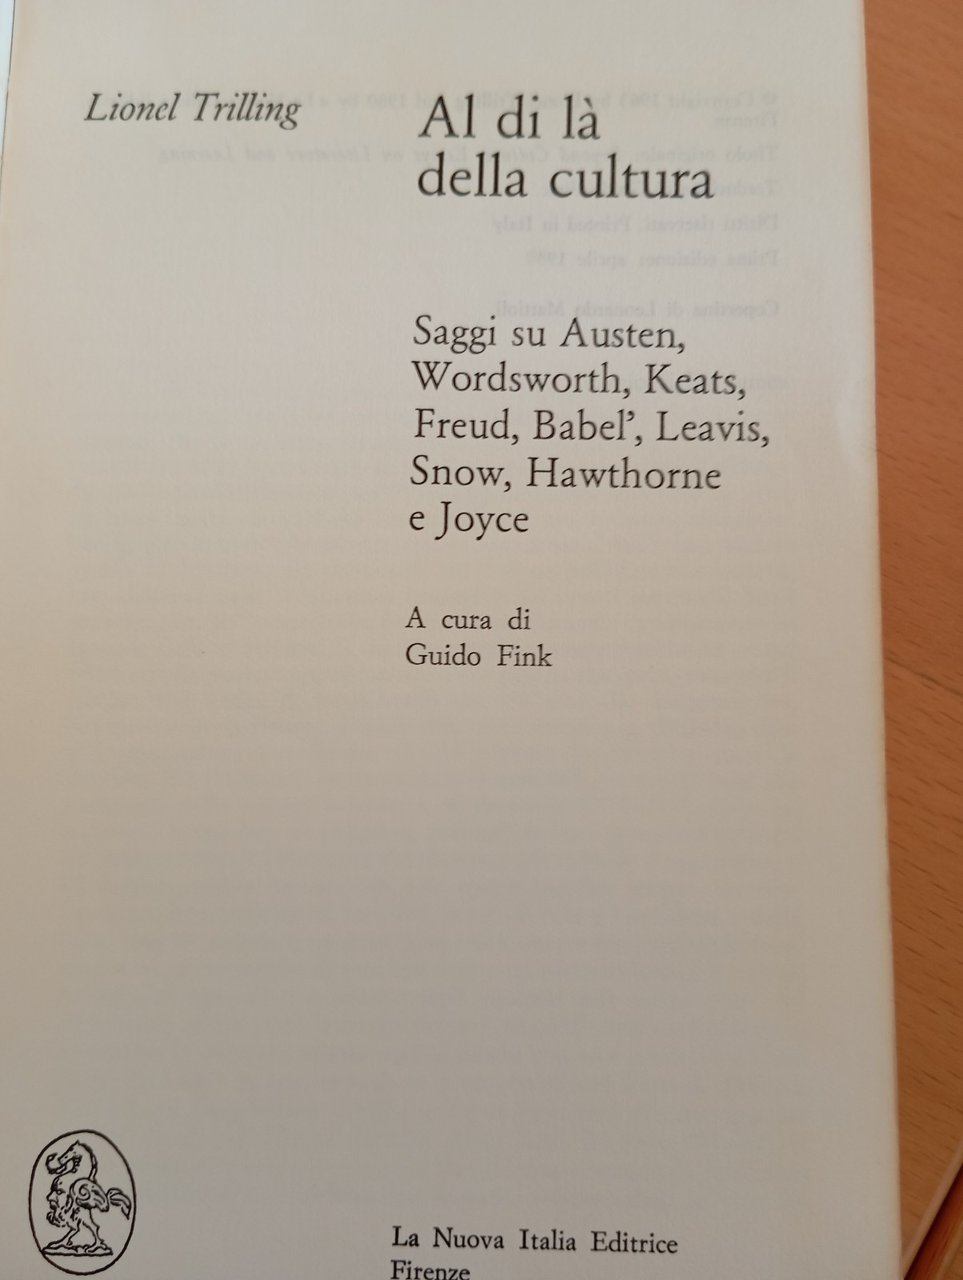 Lionel Trilling
Al di là
della cultura
Saggi su Austen,
Wordsworth, Keats,
Freud, Babel’, Leavis,
Snow, Hawthorne
e Joyce
A cura di
Guido Fink
La Nuova Italia Editrice
Firenze